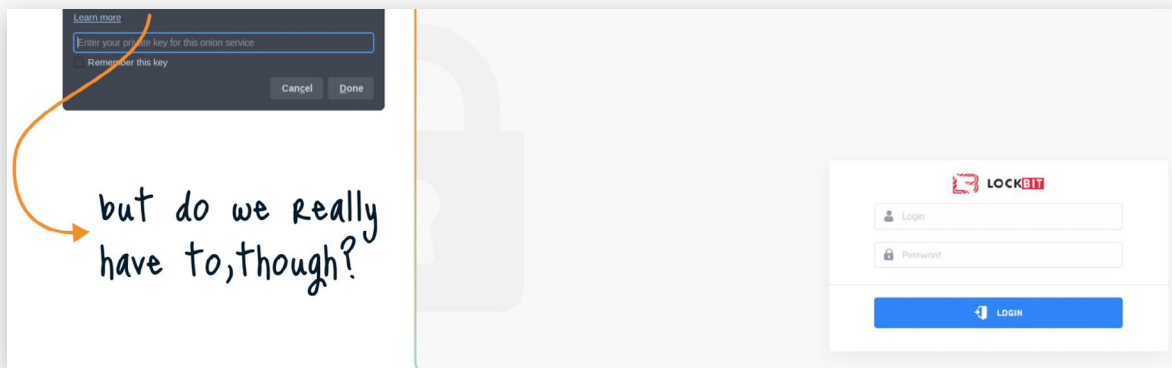 Learn more
Enter your private key for this onion service
Remember this key
Cancel
Done
but do we Really
have to, though?
LOCKBIT
Login
Password
LOGIN